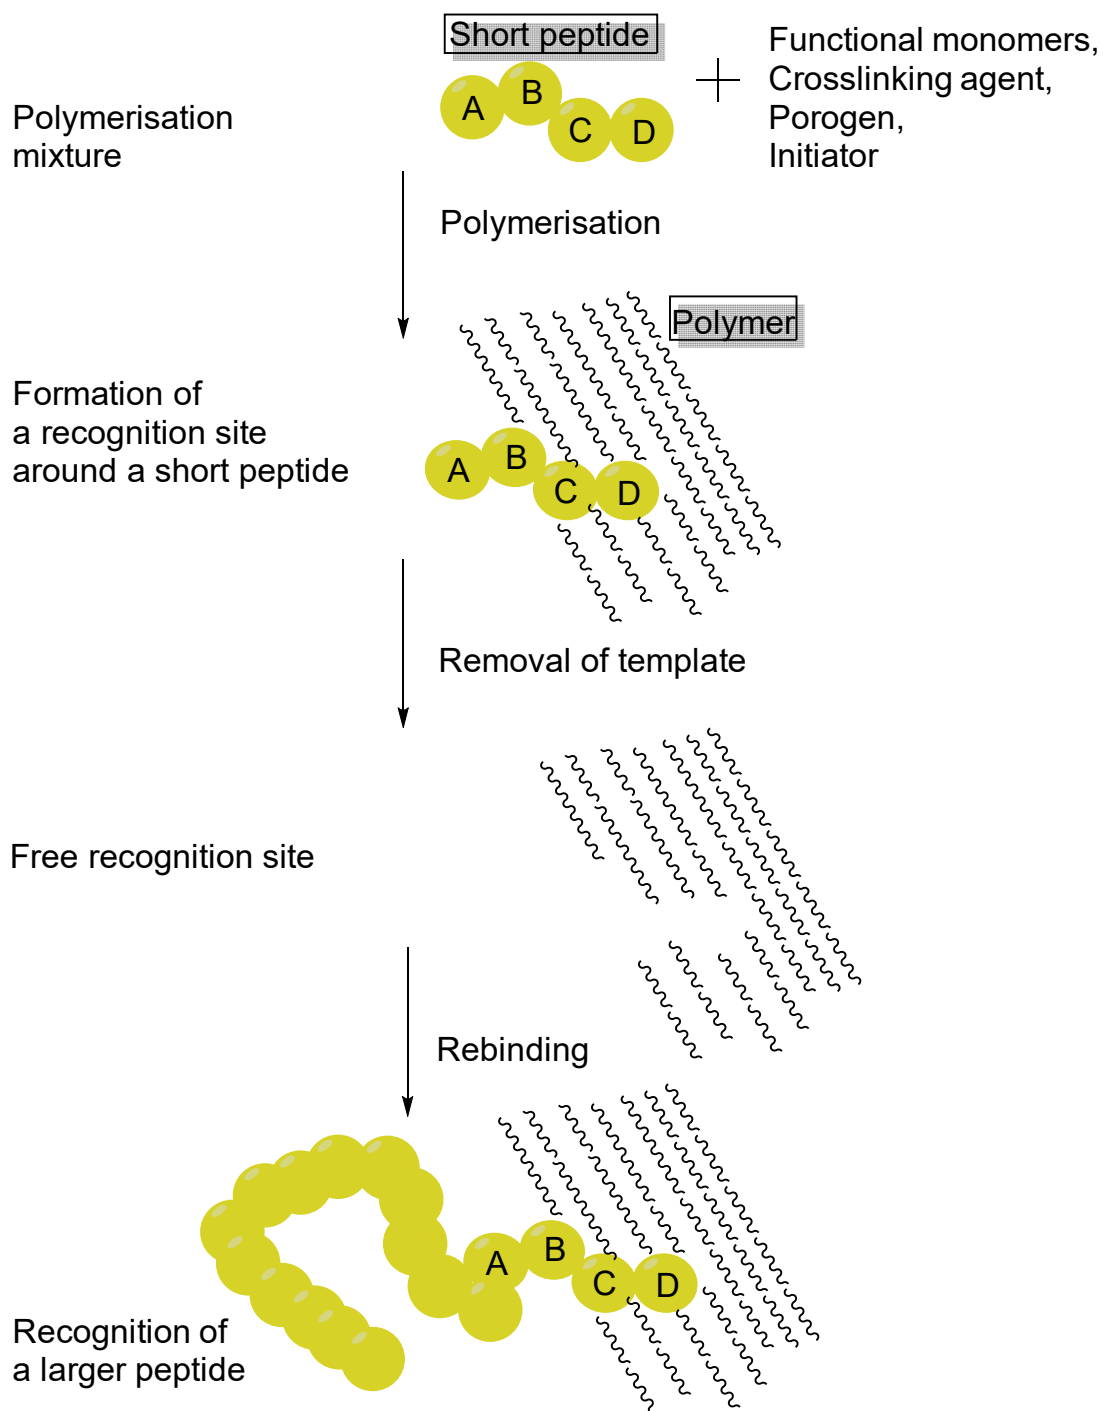 Short peptide
Functional monomers,
Crosslinking agent,
Porogen,
Initiator
A
B
C
D
Polymerisation
mixture
Polymerisation
Polymer
Formation of
a recognition site
around a short peptide
A
B
C
D
Removal of template
Free recognition site
Rebinding
A
B
C
D
Recognition of
a larger peptide